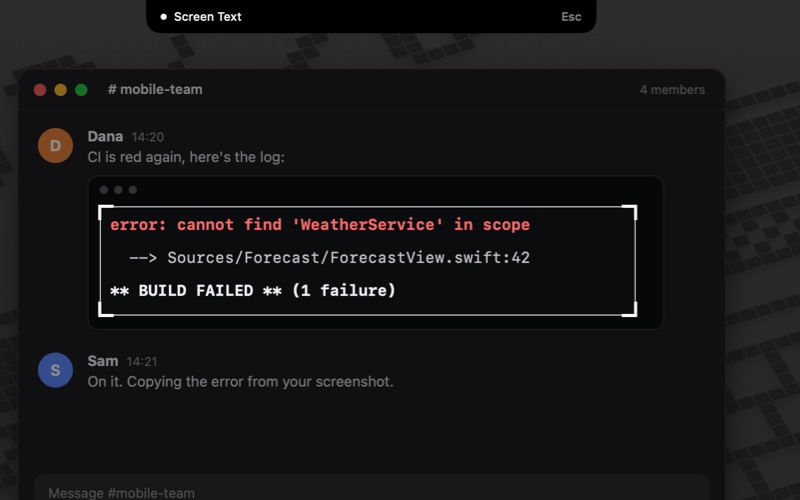 Screen Text
Esc
# mobile-team
4 members
D
Dana 14:20
CI is red again, here's the log:
error: cannot find 'WeatherService' in scope
--> Sources/Forecast/ForecastView.swift:42
** BUILD FAILED ** (1 failure)
S
Sam 14:21
On it. Copying the error from your screenshot.
Message #mobile-team